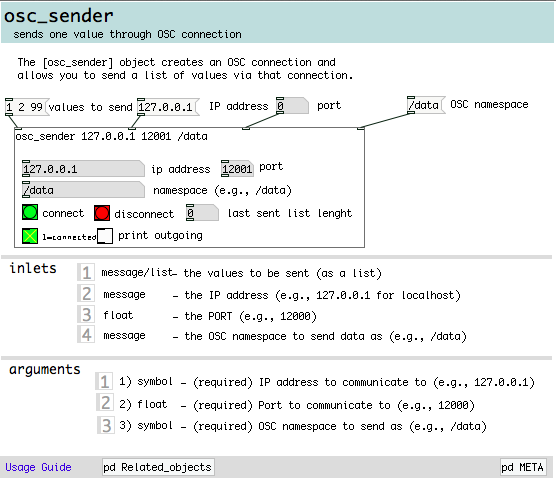 osc_sender
sends one value through OSC connection
The [osc_sender] object creates an OSC connection and
allows you to send a list of values via that connection.
1 2 99 values to send 127.0.0.1 IP address 0 port /data OSC namespace
osc_sender 127.0.0.1 12001 /data
127.0.0.1 ip address 12001 port
/data namespace (e.g., /data)
connect disconnect 0 last sent list lenght
1=connected print outgoing
inlets
1 message/list– the values to be sent (as a list)
2 message – the IP address (e.g., 127.0.0.1 for localhost)
3 float – the PORT (e.g., 12000)
4 message – the OSC namespace to send data as (e.g., /data)
arguments
1 1) symbol – (required) IP address to communicate to (e.g., 127.0.0.1)
2 2) float – (required) Port to communicate to (e.g., 12000)
3 3) symbol – (required) OSC namespace to send as (e.g., /data)
Usage Guide pd Related_objects pd META